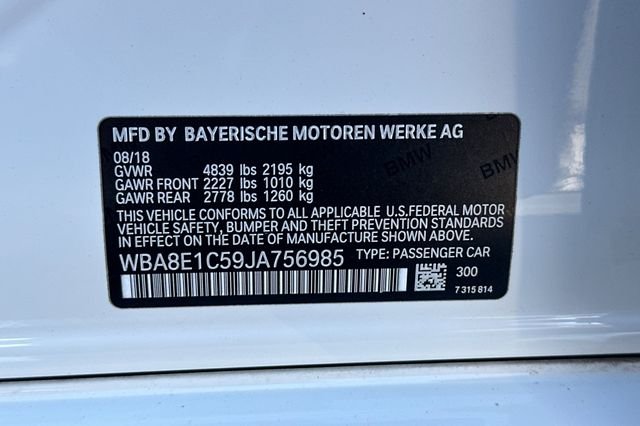 MFD BY BAYERISCHE MOTOREN WERKE AG
08/18
GVWR 4839 lbs 2195 kg
GAWR FRONT 2227 lbs 1010 kg
GAWR REAR 2778 lbs 1260 kg
BMW
BMW
THIS VEHICLE CONFORMS TO ALL APPLICABLE U.S.FEDERAL MOTOR
VEHICLE SAFETY, BUMPER AND THEFT PREVENTION STANDARDS
IN EFFECT ON THE DATE OF MANUFACTURE SHOWN ABOVE.
WBA8E1C59JA756985 TYPE: PASSENGER CAR
300
7 315 814